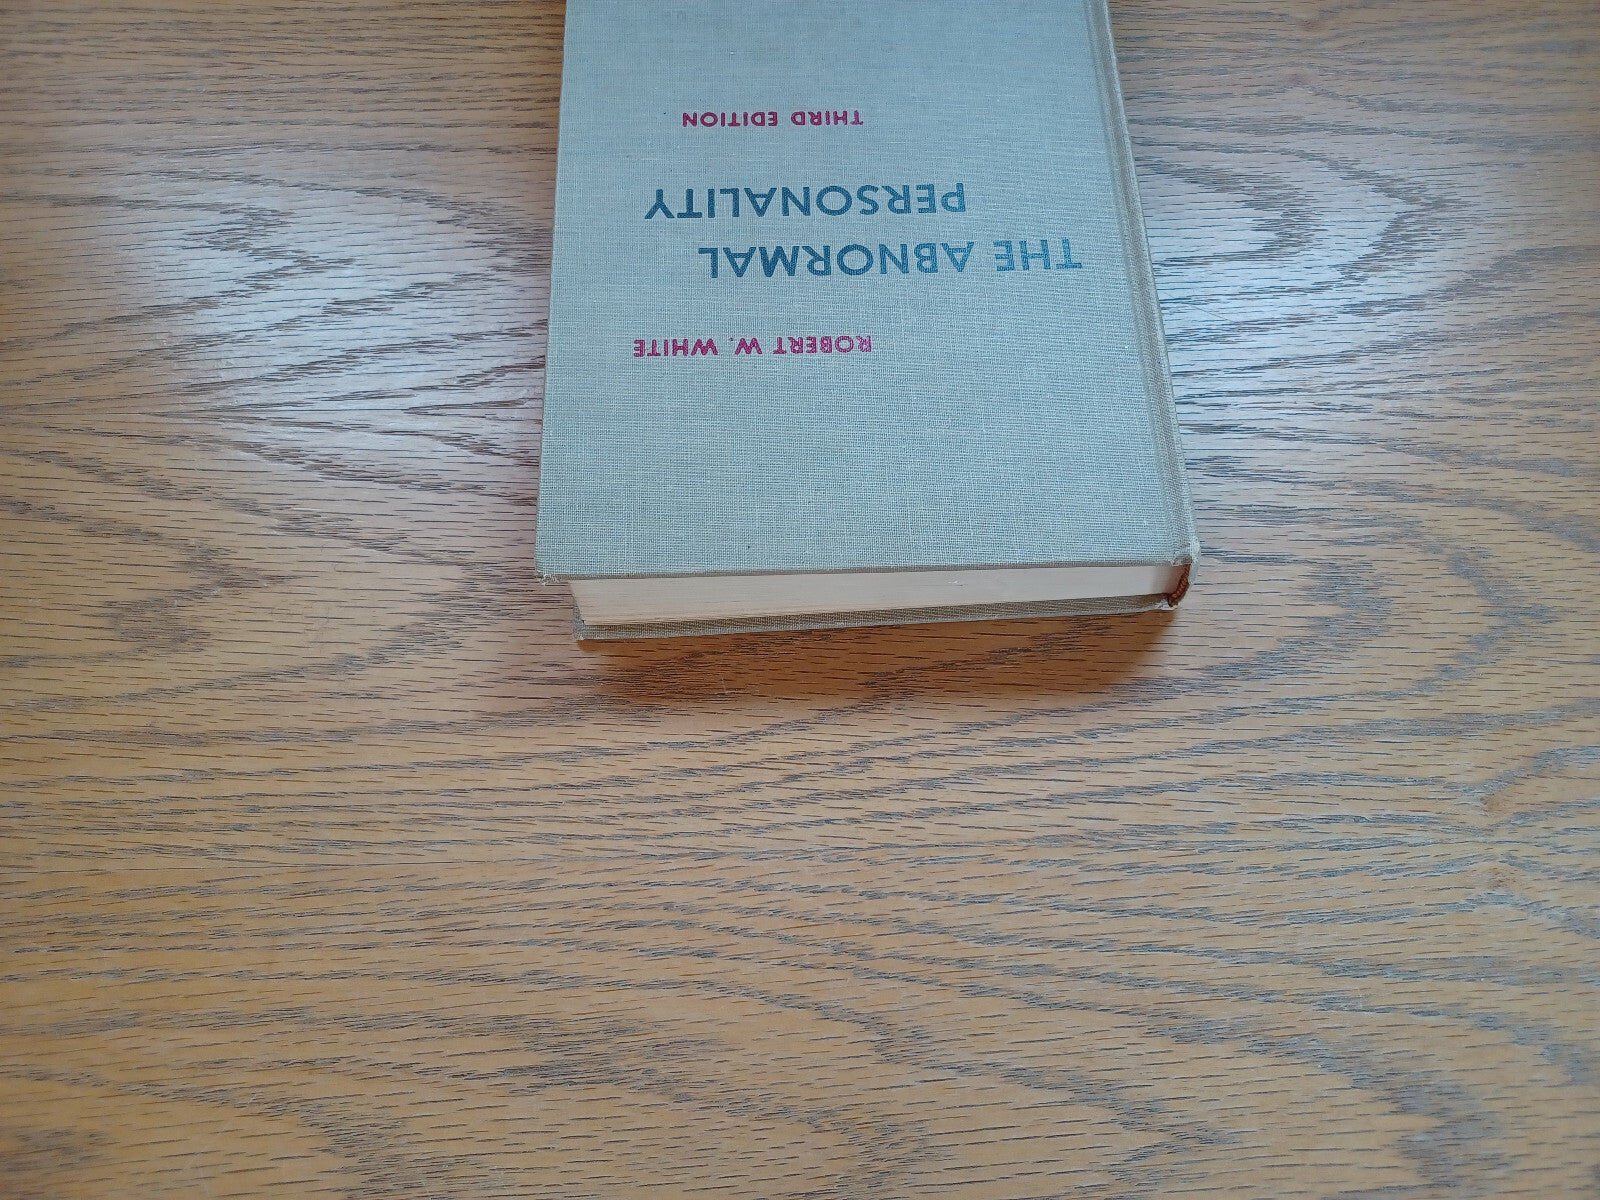 ROBERT W. WHITE
THE ABNORMAL
PERSONALITY
THIRD EDITION